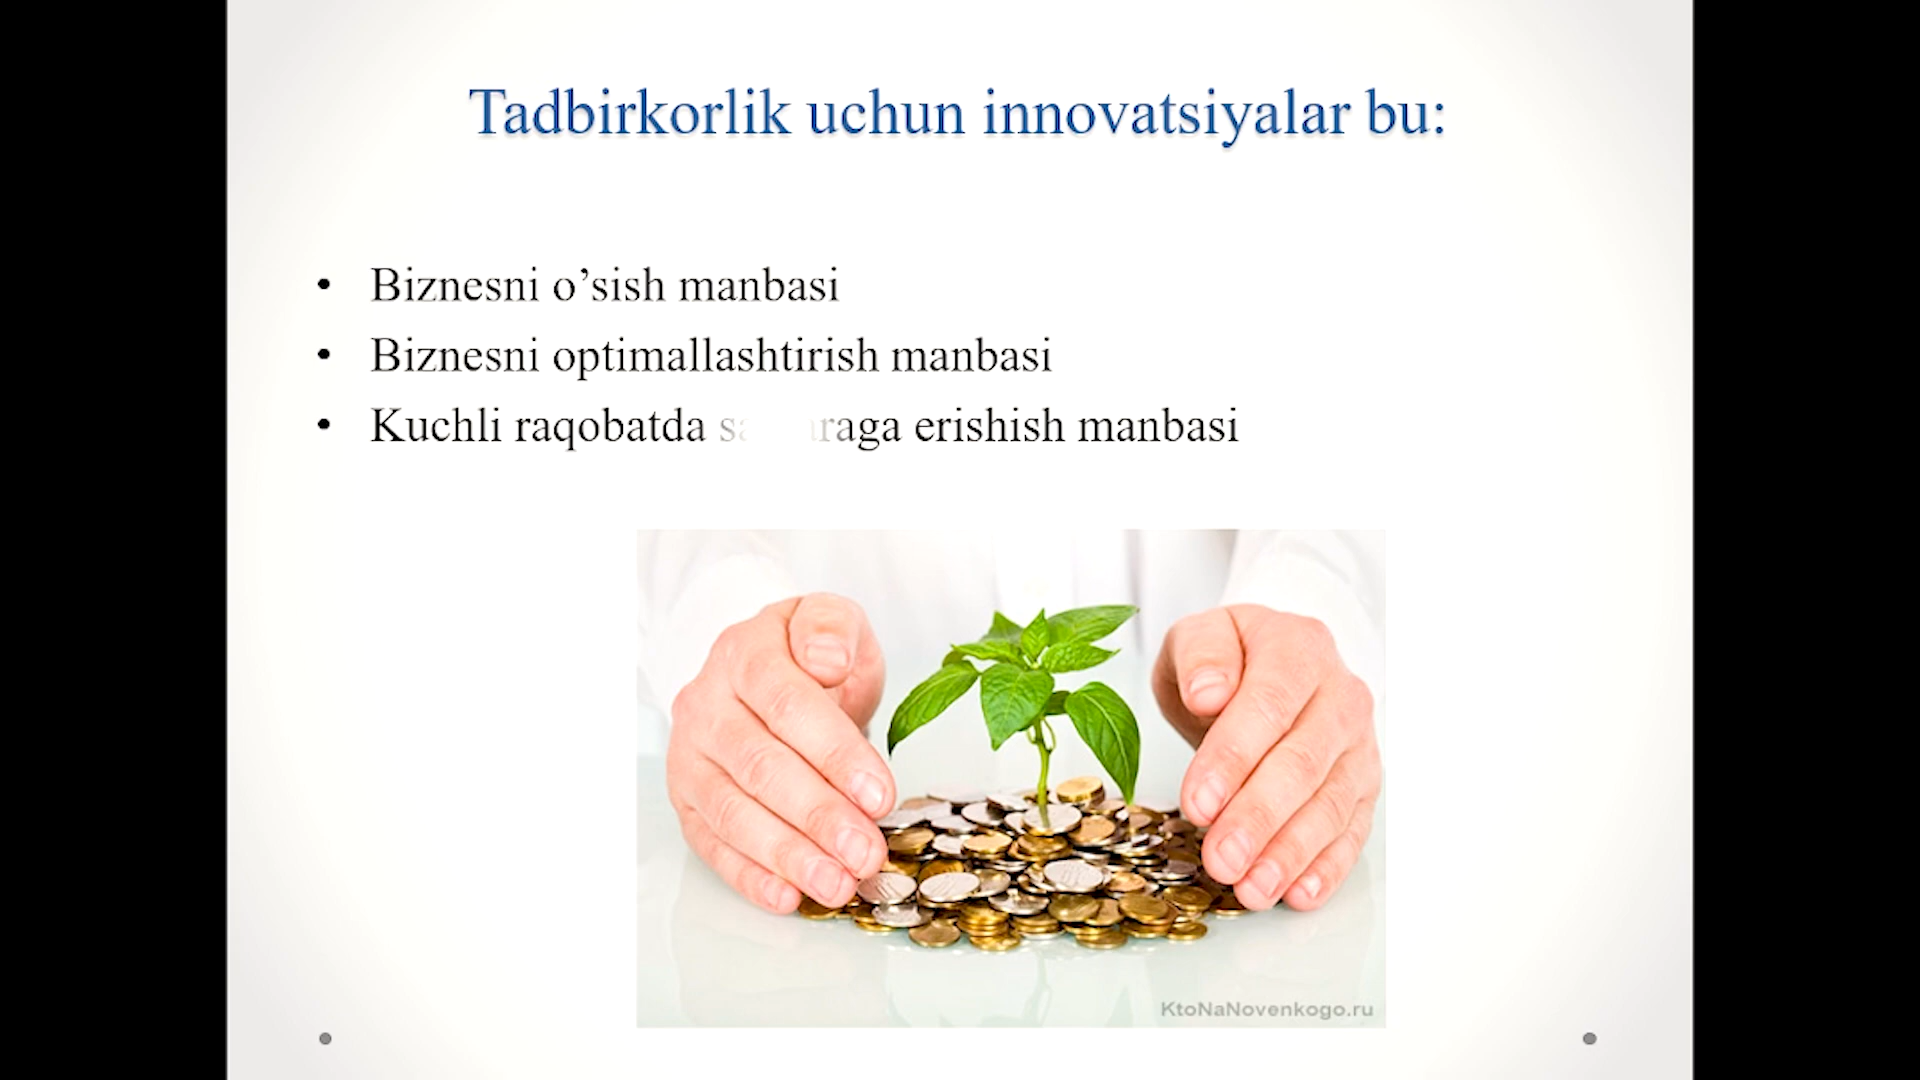 Tadbirkorlik uchun innovatsiyalar bu:
• Biznesni o’sish manbasi
• Biznesni optimallashtirish manbasi
• Kuchli raqobatda erishish manbasi
KtoNaNovenkogo.ru